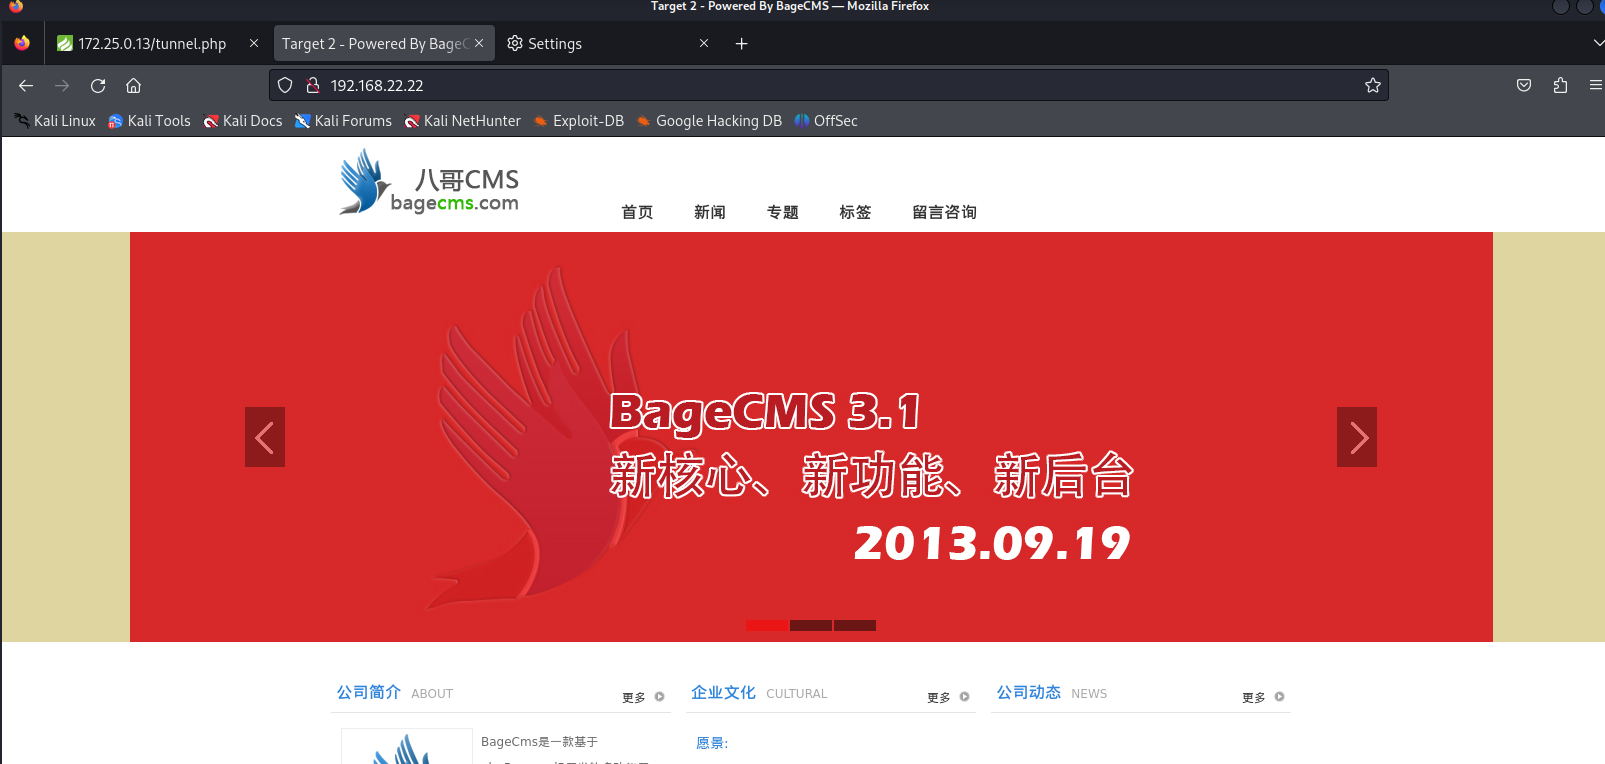 Target 2 - Powered By BageCMS — Mozilla Firefox
172.25.0.13/tunnel.php
Target 2 - Powered By BageC
Settings
192.168.22.22
Kali Linux Kali Tools Kali Docs Kali Forums Kali NetHunter Exploit-DB Google Hacking DB OffSec
八哥CMS
bagecms.com
首页 新闻 专题 标签 留言咨询
BageCMS 3.1
新核心、新功能、新后台
2013.09.19
公司简介 ABOUT 更多
企业文化 CULTURAL 更多
公司动态 NEWS 更多
BageCms是一款基于
愿景: